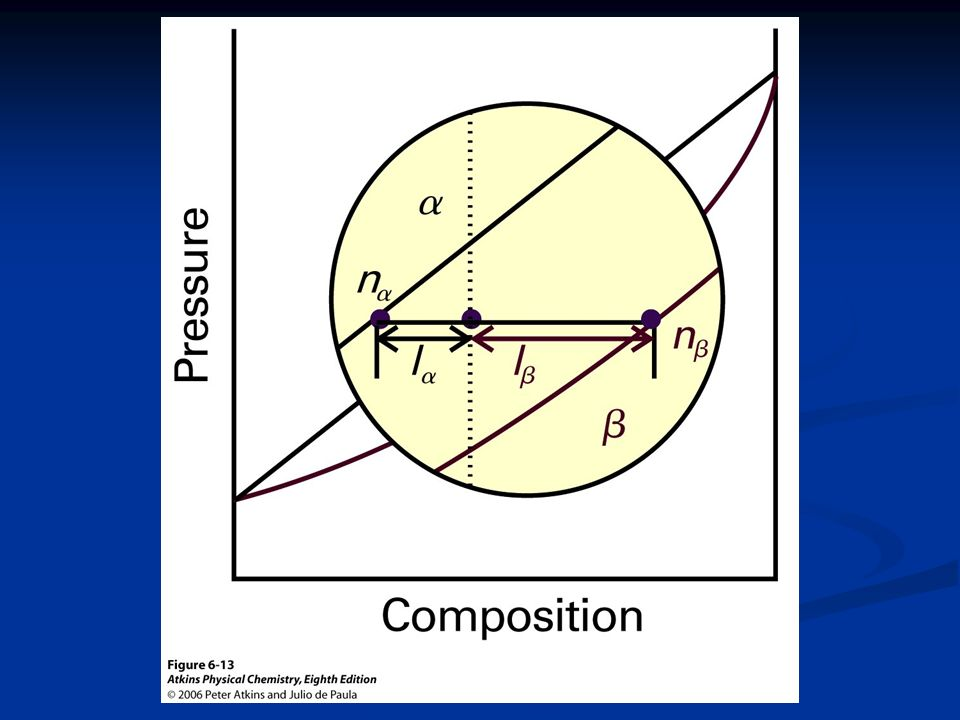 Pressure
α
nα
lα
lβ
nβ
β
Composition
Figure 6-13
Atkins Physical Chemistry, Eighth Edition
© 2006 Peter Atkins and Julio de Paula